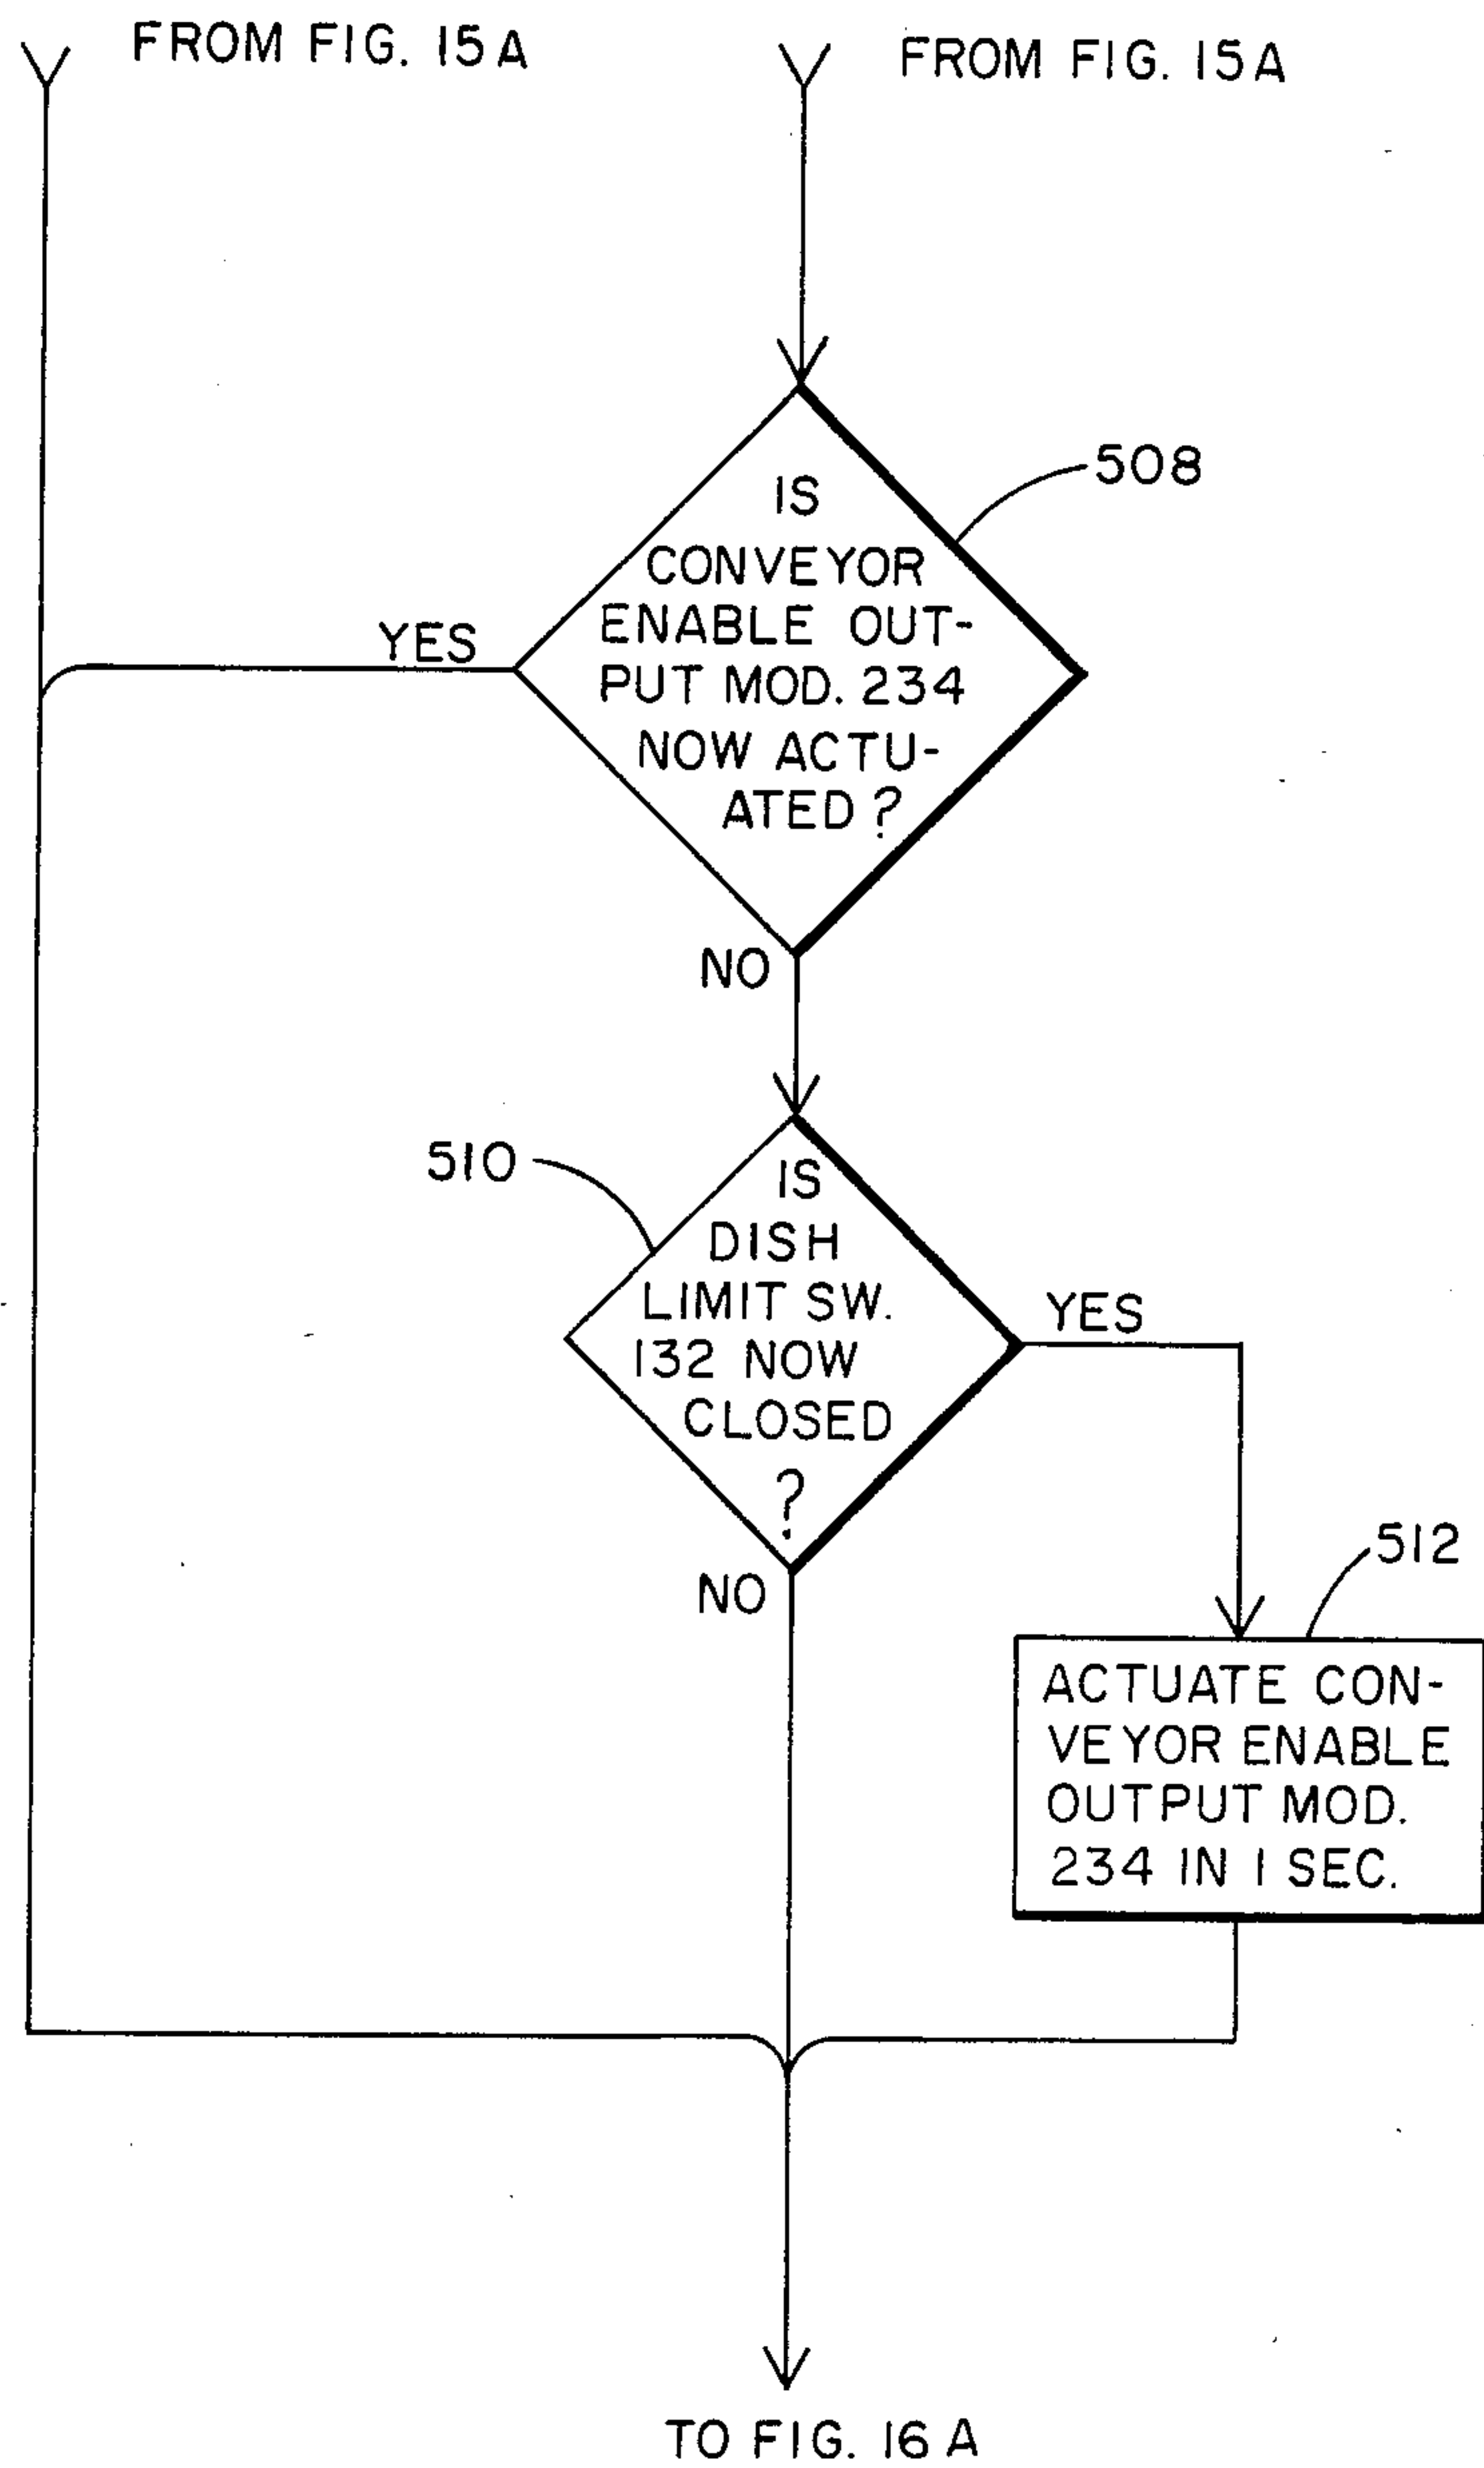 FROM FIG. 15A
FROM FIG. 15A
508
IS
CONVEYOR
ENABLE OUT-
PUT MOD. 234
NOW ACTU-
ATED ?
YES
NO
510
IS
DISH
LIMIT SW.
132 NOW
CLOSED
?
YES
NO
512
ACTUATE CON-
VEYOR ENABLE
OUTPUT MOD.
234 IN 1 SEC.
TO FIG. 16A